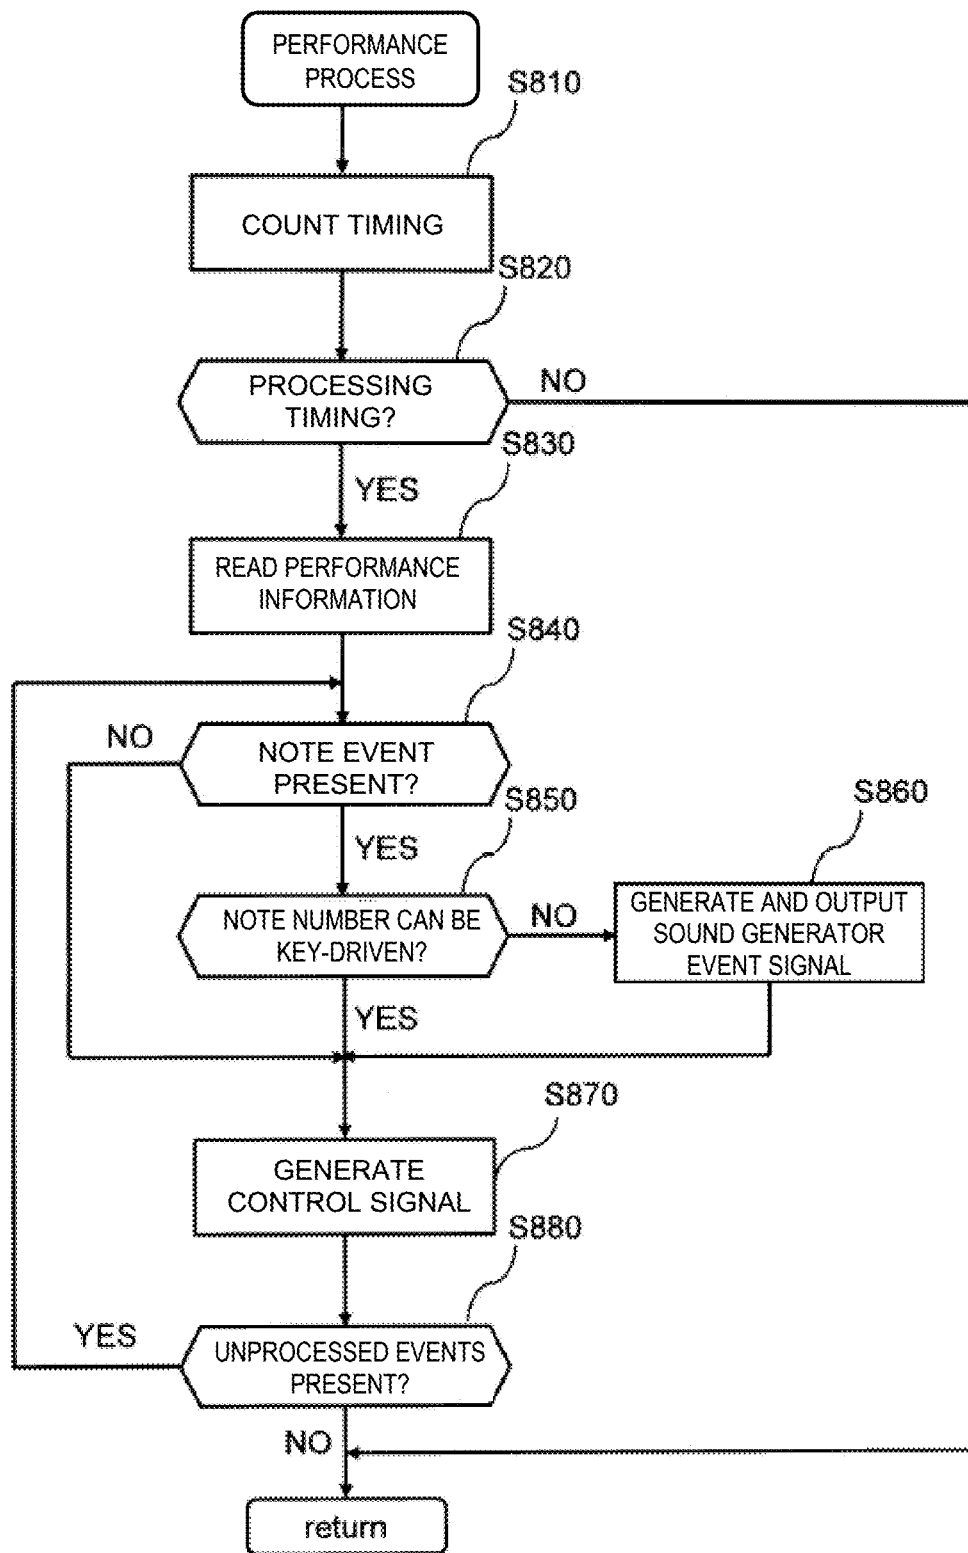 PERFORMANCE
PROCESS
S810
COUNT TIMING
S820
PROCESSING
TIMING?
NO
S830
YES
READ PERFORMANCE
INFORMATION
S840
NO
NOTE EVENT
PRESENT?
S850
YES
S860
NOTE NUMBER CAN BE
KEY-DRIVEN?
NO
GENERATE AND OUTPUT
SOUND GENERATOR
EVENT SIGNAL
YES
S870
GENERATE
CONTROL SIGNAL
S880
YES
UNPROCESSED EVENTS
PRESENT?
NO
return